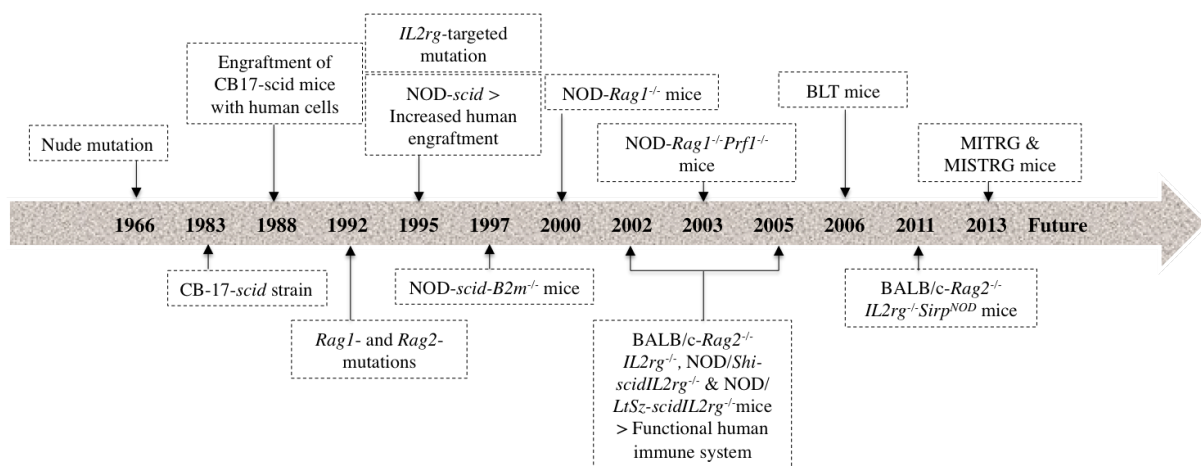 IL2rg-targeted
mutation
Engraftment of
CB17-scid mice
with human cells
NOD-scid >
Increased human
engraftment
NOD-Rag1-/- mice
BLT mice
Nude mutation
NOD-Rag1-/-Prf1-/-
mice
MITRG &
MISTRG mice
1966 1983 1988 1992 1995 1997 2000 2002 2003 2005 2006 2011 2013 Future
CB-17-scid strain
NOD-scid-B2m-/- mice
BALB/c-Rag2-/-
IL2rg-/-SirpNOD mice
Rag1- and Rag2-
mutations
BALB/c-Rag2-/-
IL2rg-/-, NOD/Shi-
scidIL2rg-/- & NOD/
LtSz-scidIL2rg-/-mice
> Functional human
immune system